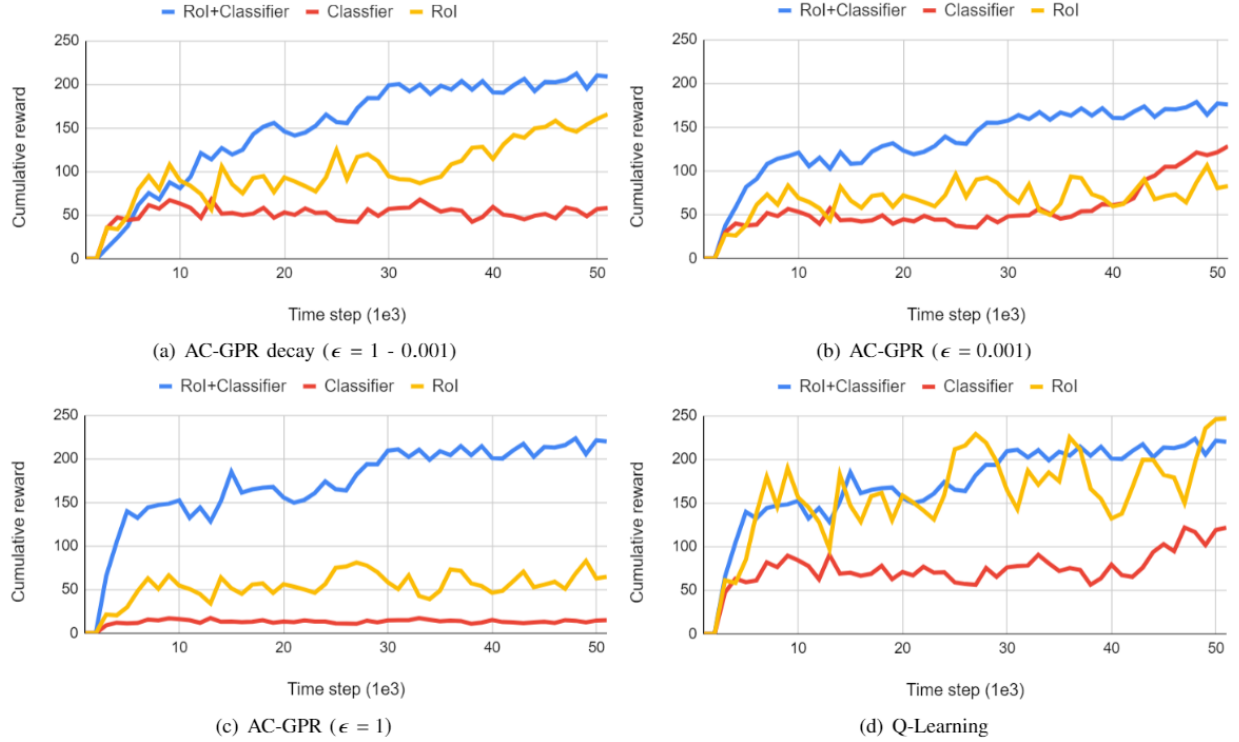 RoI+Classifier Classfier RoI
Cumulative reward
250
200
150
100
50
0
10 20 30 40 50
Time step (1e3)
(a) AC-GPR decay (ϵ = 1 - 0.001)
RoI+Classifier Classifier RoI
Cumulative reward
250
200
150
100
50
0
10 20 30 40 50
Time step (1e3)
(b) AC-GPR (ϵ = 0.001)
RoI+Classifier Classifier RoI
Cumulative reward
250
200
150
100
50
0
10 20 30 40 50
Time step (1e3)
(c) AC-GPR (ϵ = 1)
RoI+Classifier Classifier RoI
Cumulative reward
250
200
150
100
50
0
10 20 30 40 50
Time step (1e3)
(d) Q-Learning